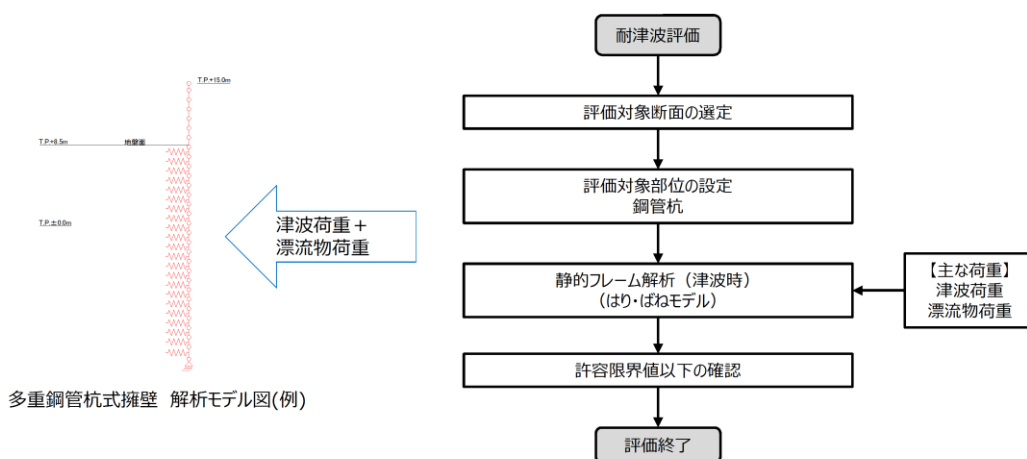 T.P.+15.0m
T.P.+8.5m
地盤面
T.P.±0.0m
津波荷重+
漂流物荷重
多重鋼管杭式擁壁 解析モデル図(例)
耐津波評価
評価対象断面の選定
評価対象部位の設定
鋼管杭
静的フレーム解析(津波時)
(はり・ばねモデル)
【主な荷重】
津波荷重
漂流物荷重
許容限界値以下の確認
評価終了